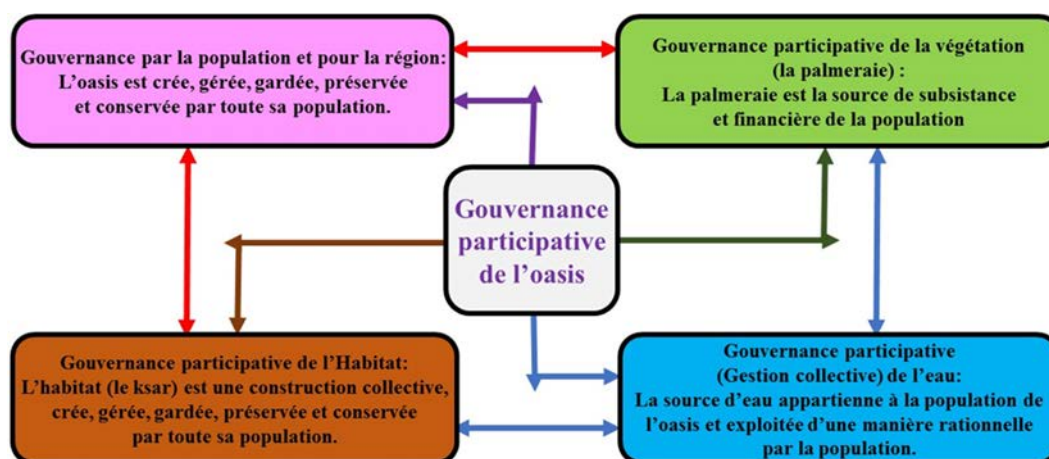 Gouvernance par la population et pour la région:
L'oasis est crée, gérée, gardée, préservée
et conservée par toute sa population.
Gouvernance participative de la végétation
(la palmeraie) :
La palmeraie est la source de subsistance
et financière de la population
Gouvernance
participative
de l'oasis
Gouvernance participative de l'Habitat:
L'habitat (le ksar) est une construction collective,
crée, gérée, gardée, préservée et conservée
par toute sa population.
Gouvernance participative
(Gestion collective) de l'eau:
La source d'eau appartienne à la population de
l'oasis et exploitée d'une manière rationnelle
par la population.